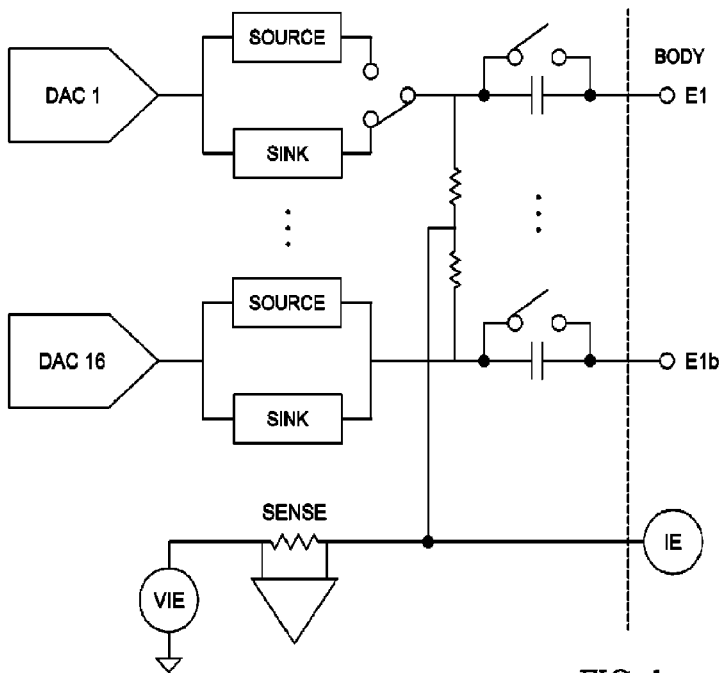 SOURCE
BODY
DAC 1
E1
SINK
SOURCE
DAC 16
E1b
SINK
SENSE
IE
VIE